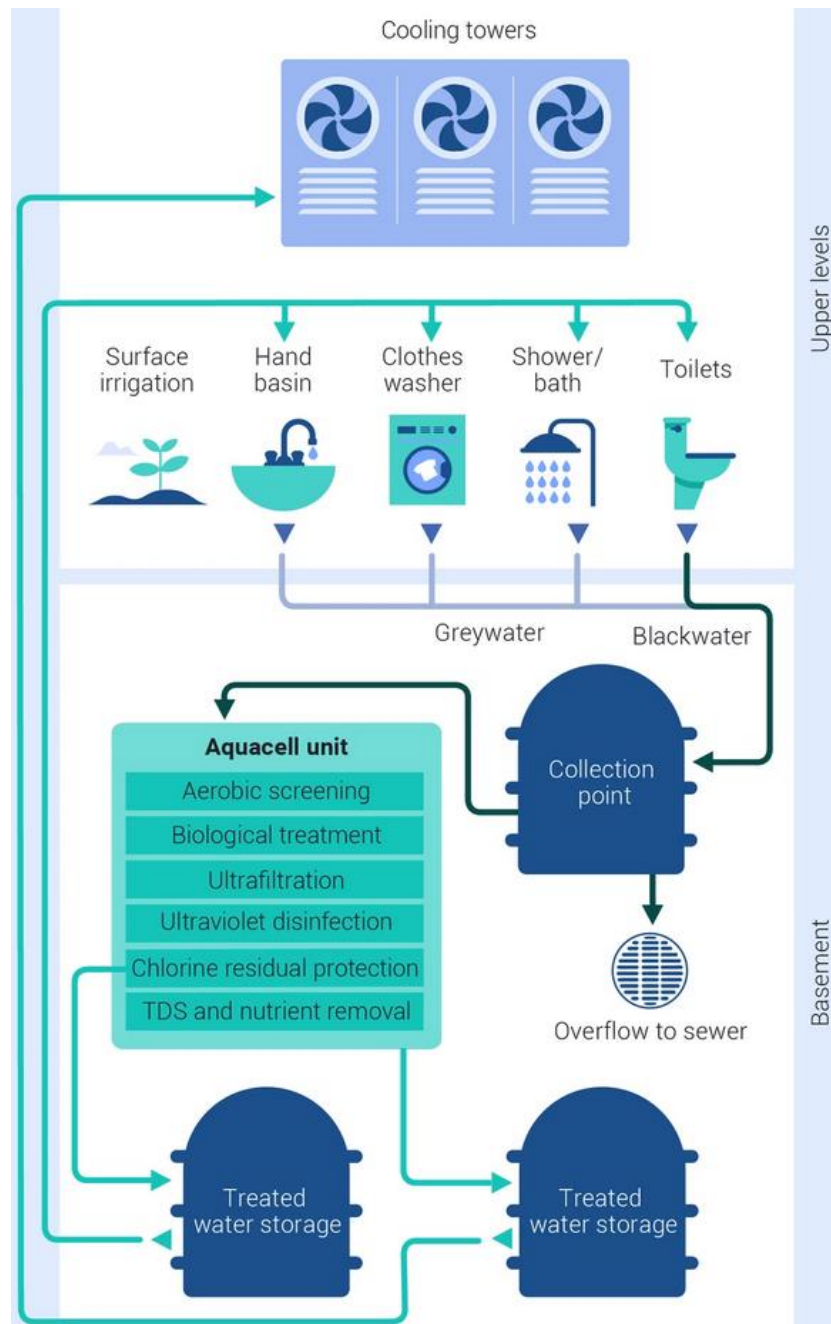 Cooling towers
Upper levels
Surface
irrigation
Hand
basin
Clothes
washer
Shower/
bath
Toilets
Greywater
Blackwater
Aquacell unit
Aerobic screening
Biological treatment
Ultrafiltration
Ultraviolet disinfection
Chlorine residual protection
TDS and nutrient removal
Collection
point
Overflow to sewer
Basement
Treated
water storage
Treated
water storage